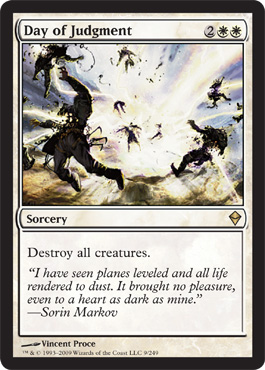 Day of Judgment 2
Sorcery
Destroy all creatures.
“I have seen planes leveled and all life
rendered to dust. It brought no pleasure,
even to a heart as dark as mine.”
—Sorin Markov
Vincent Proce
™ & © 1993–2009 Wizards of the Coast LLC 9/249